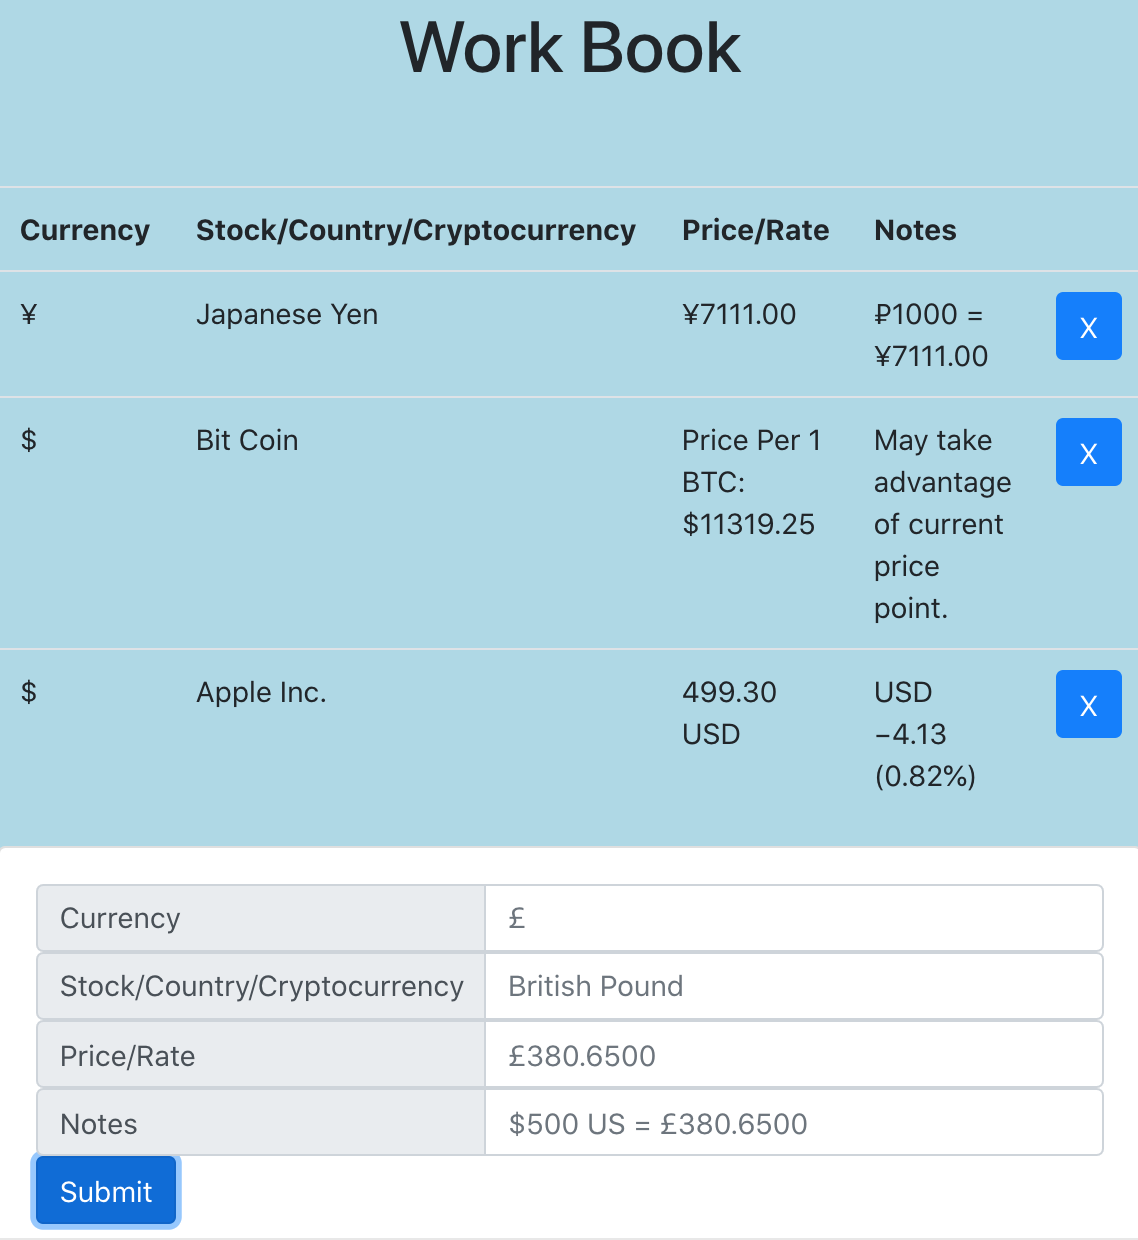 Work Book
Currency Stock/Country/Cryptocurrency Price/Rate Notes
¥ Japanese Yen ¥7111.00 ₽1000 =
¥7111.00
X
$ Bit Coin Price Per 1
BTC:
$11319.25
May take
advantage
of current
price
point.
X
$ Apple Inc. 499.30
USD
USD
−4.13
(0.82%)
X
Currency £
Stock/Country/Cryptocurrency British Pound
Price/Rate £380.6500
Notes $500 US = £380.6500
Submit